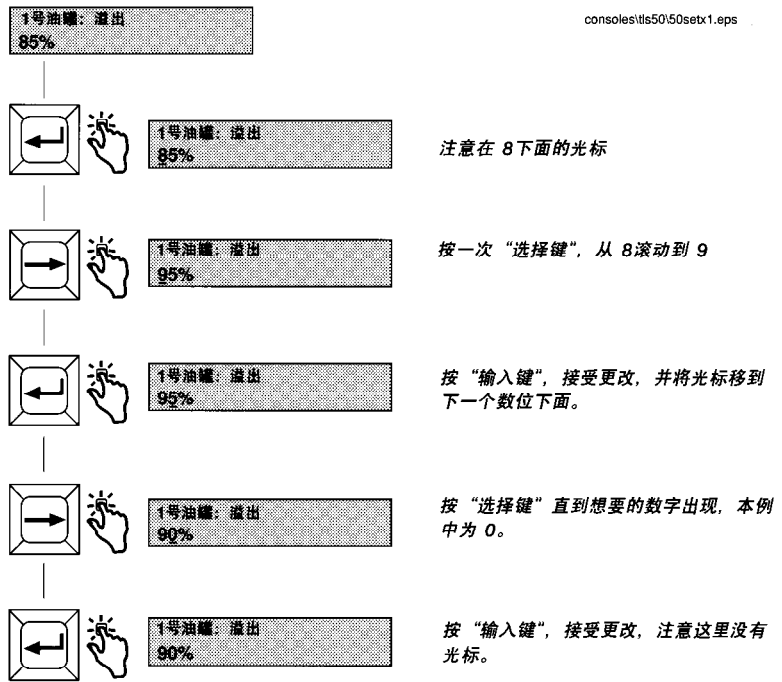 1号油罐：溢出
85%
consoles\tls50\50setx1.eps
1号油罐：溢出
85%
注意在 8下面的光标
1号油罐：溢出
95%
按一次 “选择键”，从 8滚动到 9
1号油罐：溢出
95%
按 “输入键”，接受更改，并将光标移到
下一个数位下面。
1号油罐：溢出
90%
按 “选择键” 直到想要的数字出现，本例
中为 0。
1号油罐：溢出
90%
按 “输入键”，接受更改，注意这里没有
光标。